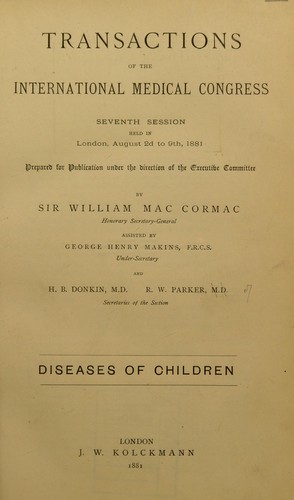 TRANSACTIONS
OF THE
INTERNATIONAL MEDICAL CONGRESS
SEVENTH SESSION
HELD IN
London, August 2d to 9th, 1881
Prepared for Publication under the direction of the Executive Committee
BY
SIR WILLIAM MAC CORMAC
Honorary Secretary-General
ASSISTED BY
GEORGE HENRY MAKINS, F.R.C.S.
Under-Secretary
AND
H. B. DONKIN, M.D. R. W. PARKER, M.D.
Secretaries of the Section
DISEASES OF CHILDREN
LONDON
J. W. KOLCKMANN
1881